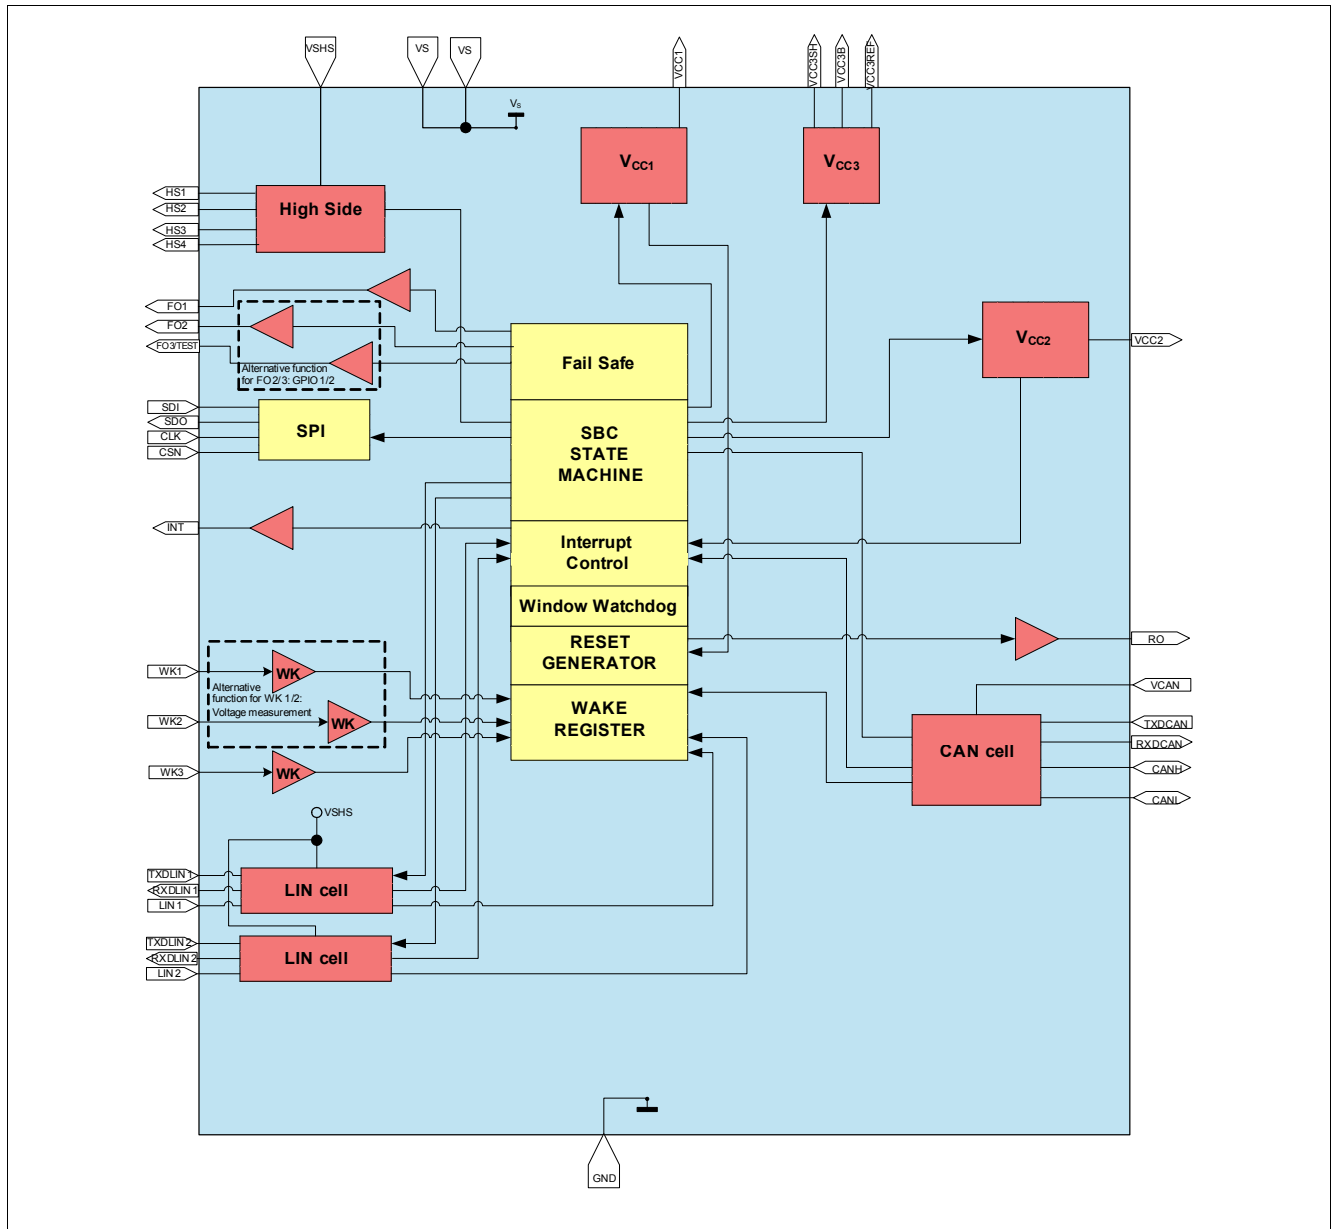 VSHS
VS
VS
VCC1
VCC3SH
VCC3B
VCC3REF
Vs
VCC1
VCC3
HS1
HS2
HS3
HS4
High Side
FO1
FO2
FO3/TEST
Alternative function
for FO2/3: GPIO1/2
Fail Safe
VCC2
VCC2
SDI
SDO
CLK
CSN
SPI
SBC
STATE
MACHINE
INT
Interrupt
Control
Window Watchdog
RESET
GENERATOR
RO
WK1
WK
Alternative
function for WK1/2:
Voltage measurement
WK2
WK
WAKE
REGISTER
WK3
WK
VCAN
TXDCAN
RXDCAN
CANH
CANL
CAN cell
VSHS
TXDLIN1
RXDLIN1
LIN1
LIN cell
TXDLIN2
RXDLIN2
LIN2
LIN cell
GND